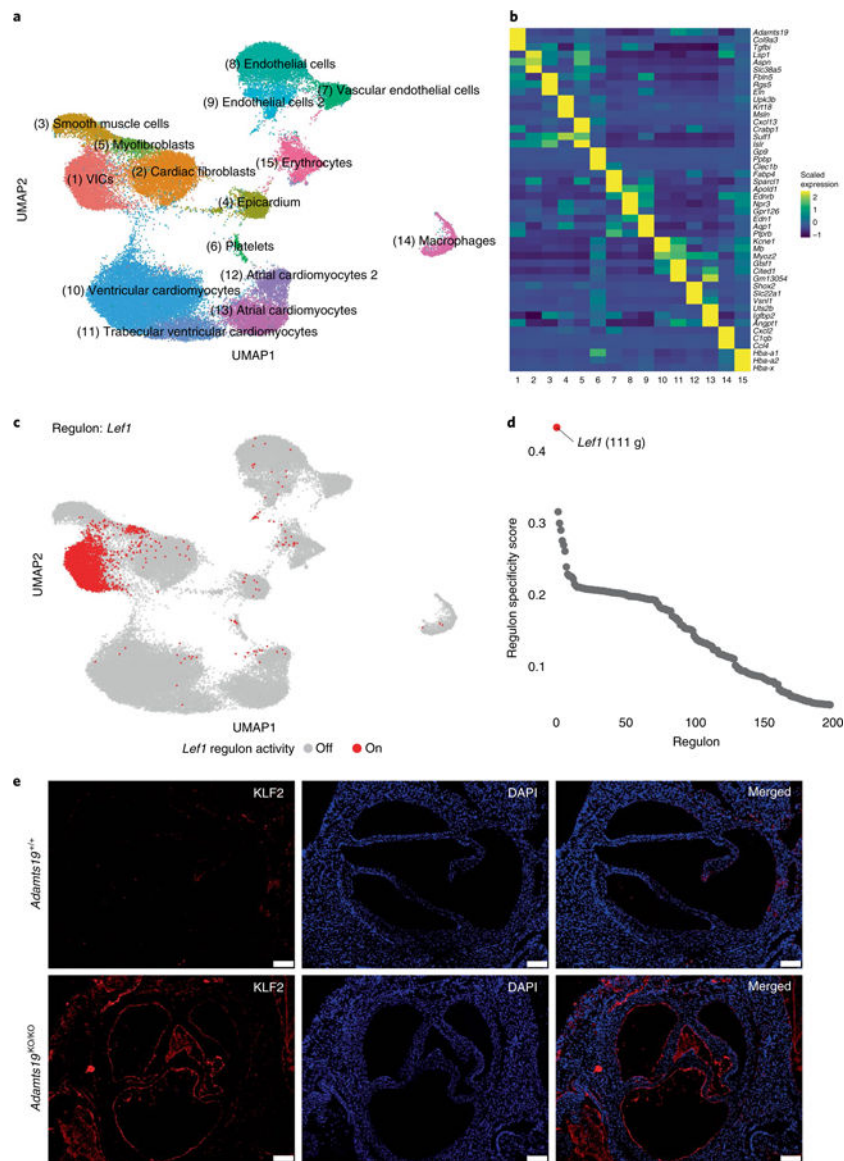 a
(8) Endothelial cells
(7) Vascular endothelial cells
(9) Endothelial cells 2
(3) Smooth muscle cells
(5) Myofibroblasts
(15) Erythrocytes
(2) Cardiac fibroblasts
(1) VICs
(4) Epicardium
(6) Platelets
(14) Macrophages
(12) Atrial cardiomyocytes 2
(10) Ventricular cardiomyocytes
(13) Atrial cardiomyocytes
(11) Trabecular ventricular cardiomyocytes
UMAP2
UMAP1
b
Adamts19
Col9a3
Tgfbi
Lsp1
Aspn
Slc38a5
Fbln5
Rgs5
Eln
Upk3b
Krt18
Msln
Cxcl13
Crabp1
Sulf1
Islr
Gp9
Ppbp
Clec1b
Fabp4
Sparcl1
Apold1
Ednrb
Npr3
Gpr126
Edn1
Aqp1
Ptprb
Kcne1
Mb
Myoz2
Cited1
Gm13054
Shox2
Slc22a1
Vsnl1
Uts2b
Igfbp2
Angpt1
Cxcl2
C1qb
Ccl4
Hba-a1
Hba-a2
Hba-x
Scaled
expression
2
1
0
−1
1 2 3 4 5 6 7 8 9 10 11 12 13 14 15
c
Regulon: Lef1
UMAP2
UMAP1
Lef1 regulon activity Off On
d
Lef1 (111 g)
0.4
0.3
0.2
0.1
Regulon specificity score
0 50 100 150 200
Regulon
e
KLF2
DAPI
Merged
Adamts19+/+
KLF2
DAPI
Merged
Adamts19KO/KO